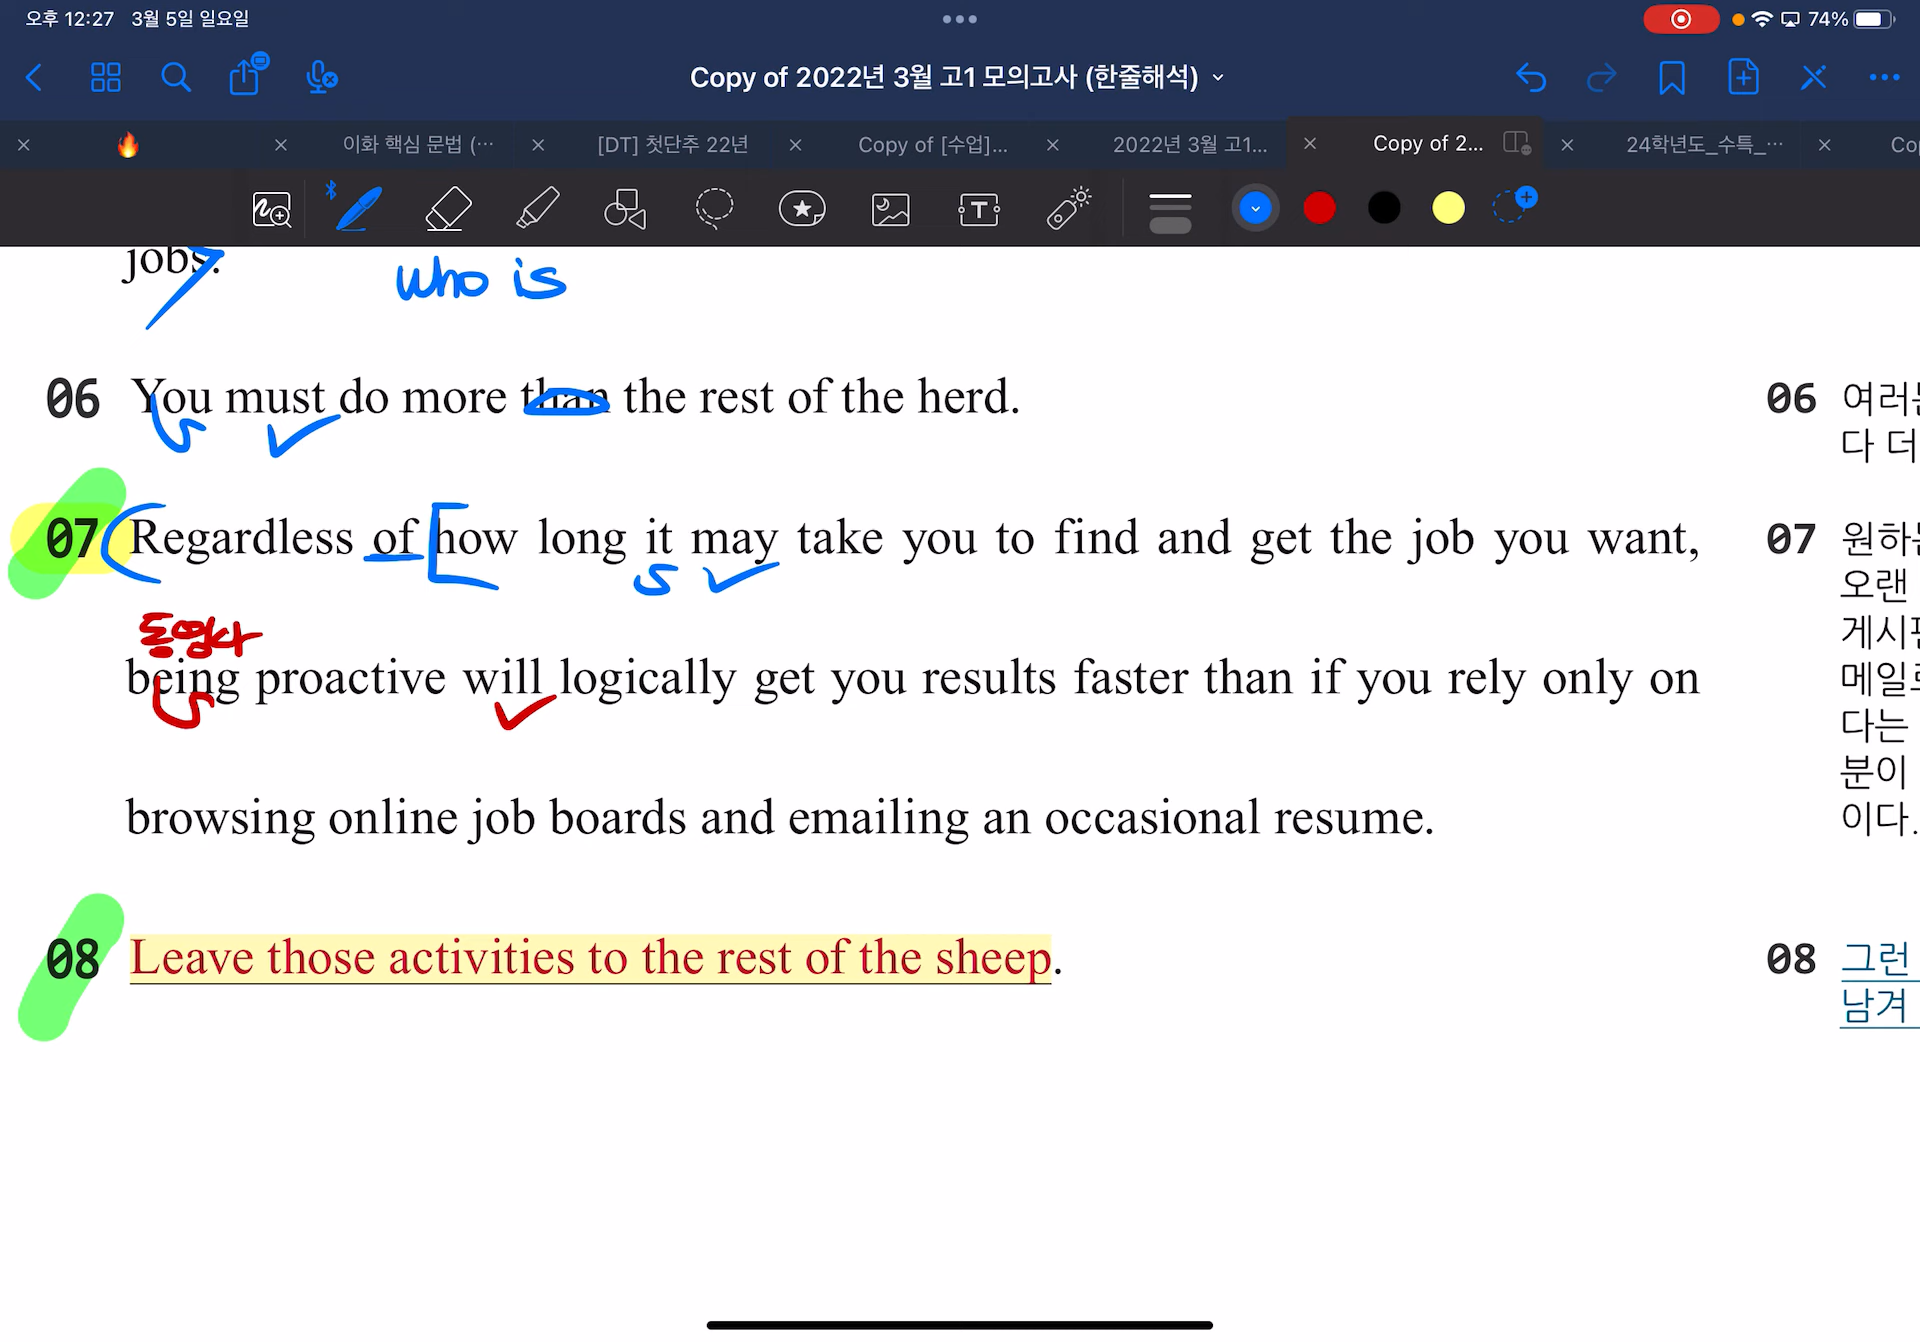 오후 12:27 3월 5일 일요일
74%
Copy of 2022년 3월 고1 모의고사 (한줄해석)
이화 핵심 문법 (…
[DT] 첫단추 22년
Copy of [수업]...
2022년 3월 고1...
Copy of 2...
24학년도_수특_…
jobs.
who is
06 You must do more than the rest of the herd.
06 여러
다 더
07 Regardless of how long it may take you to find and get the job you want,
07 원하
오랜
동명사
게시
being proactive will logically get you results faster than if you rely only on
메일
다는
분이
browsing online job boards and emailing an occasional resume.
이다.
08 Leave those activities to the rest of the sheep.
08 그런
남겨